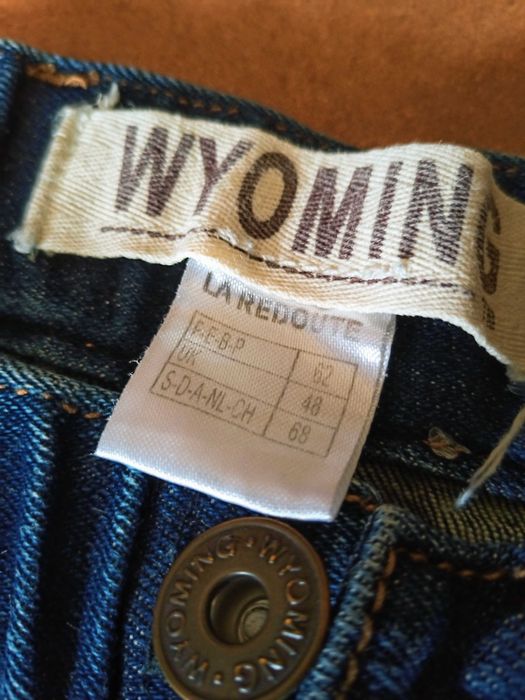 WYOMING
LA REDOUTE
F-E-B-P 62
UK 48
S-D-A-NL-CH 68
WYOMING • WYOMING